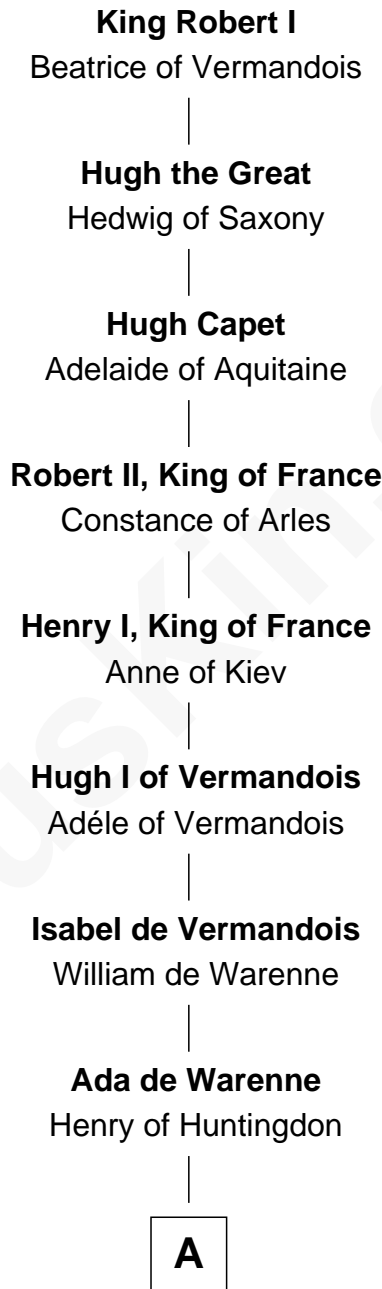 King Robert I
Beatrice of Vermandois
Hugh the Great
Hedwig of Saxony
Hugh Capet
Adelaide of Aquitaine
Robert II, King of France
Constance of Arles
Henry I, King of France
Anne of Kiev
Hugh I of Vermandois
Adéle of Vermandois
Isabel de Vermandois
William de Warenne
Ada de Warenne
Henry of Huntingdon
A